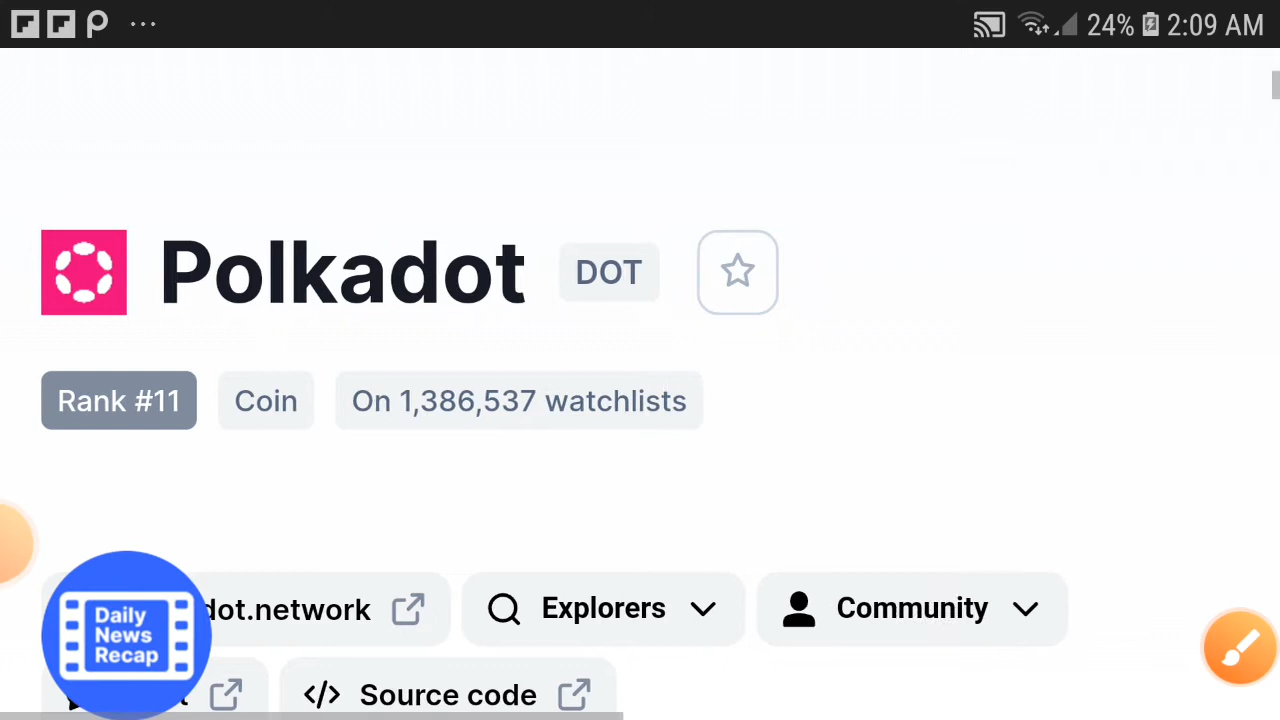 24% 2:09 AM
Polkadot DOT
Rank #11 Coin On 1,386,537 watchlists
dot.network Explorers Community
Source code
Daily
News
Recap